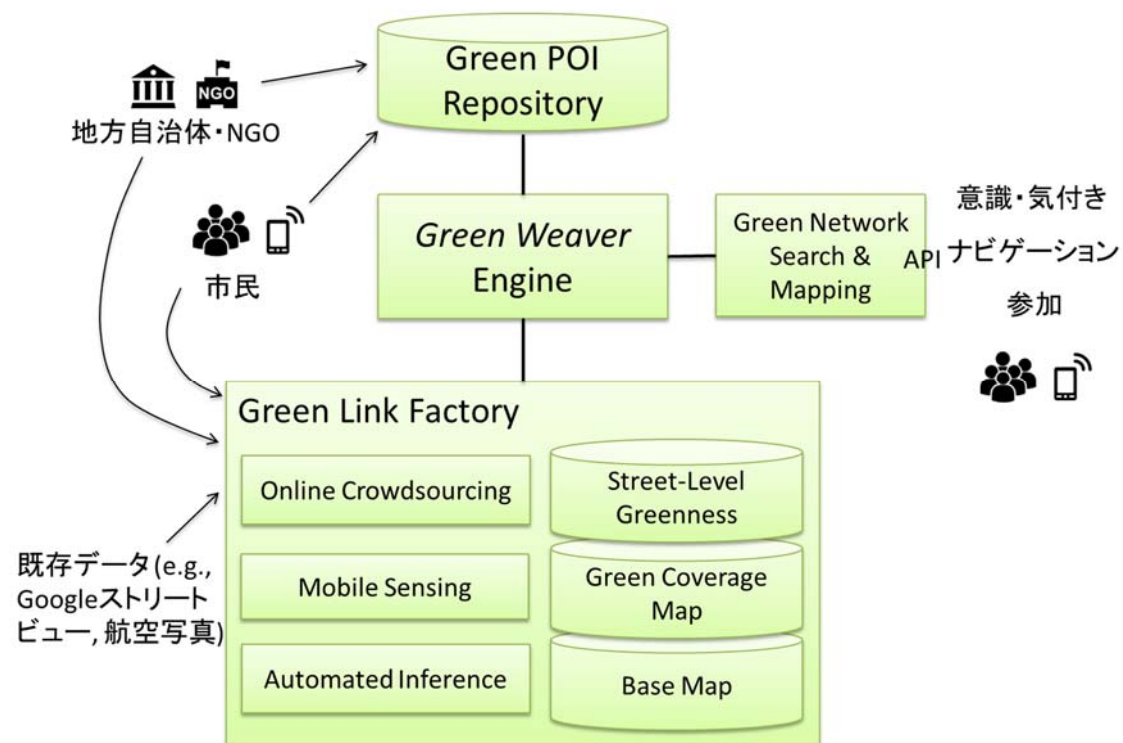 Green POI
Repository
NGO
地方自治体・NGO
市民
Green Weaver
Engine
Green Network
Search &
Mapping
API
意識・気付き
ナビゲーション
参加
Green Link Factory
Online Crowdsourcing
Mobile Sensing
Automated Inference
Street-Level
Greenness
Green Coverage
Map
Base Map
既存データ(e.g.,
Googleストリート
ビュー, 航空写真)